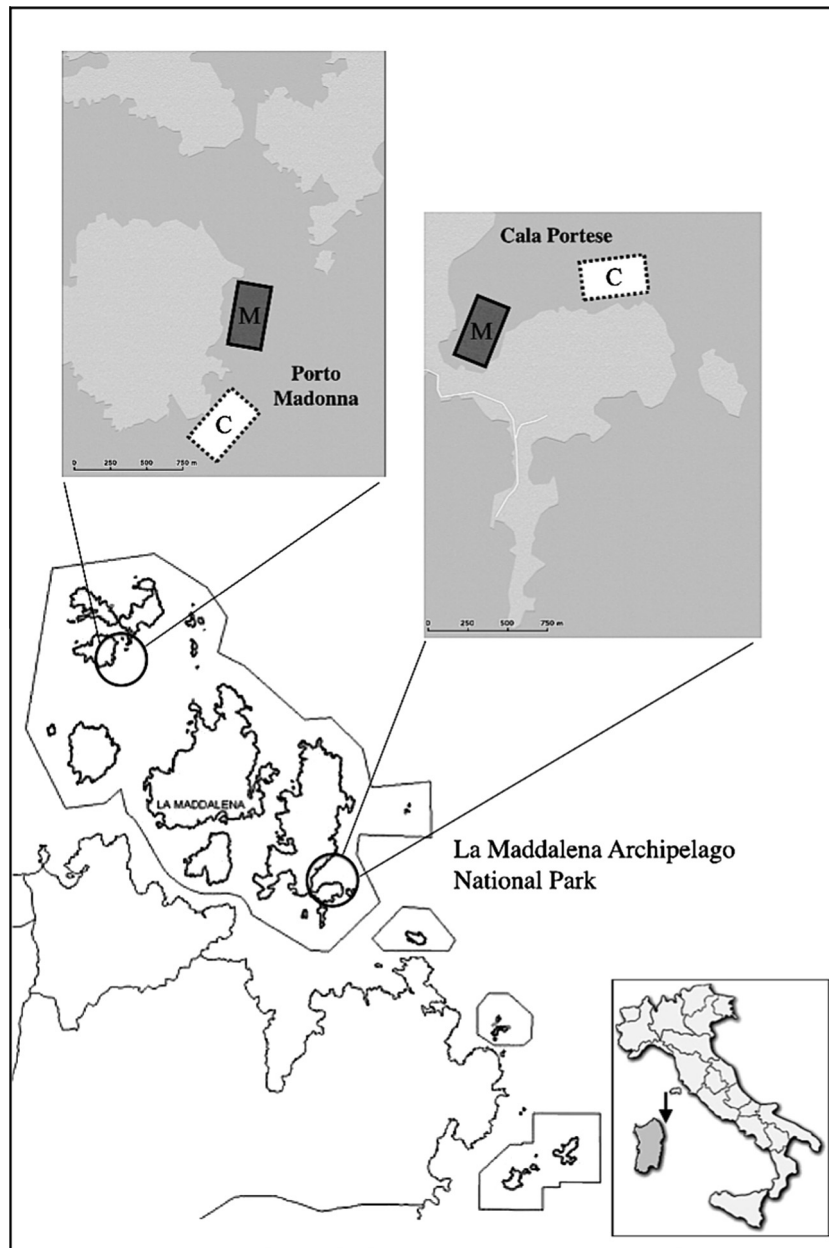 M
Porto
Madonna
C
0 250 500 750 m
Cala Portese
C
M
0 250 500 750 m
LA MADDALENA
La Maddalena Archipelago
National Park